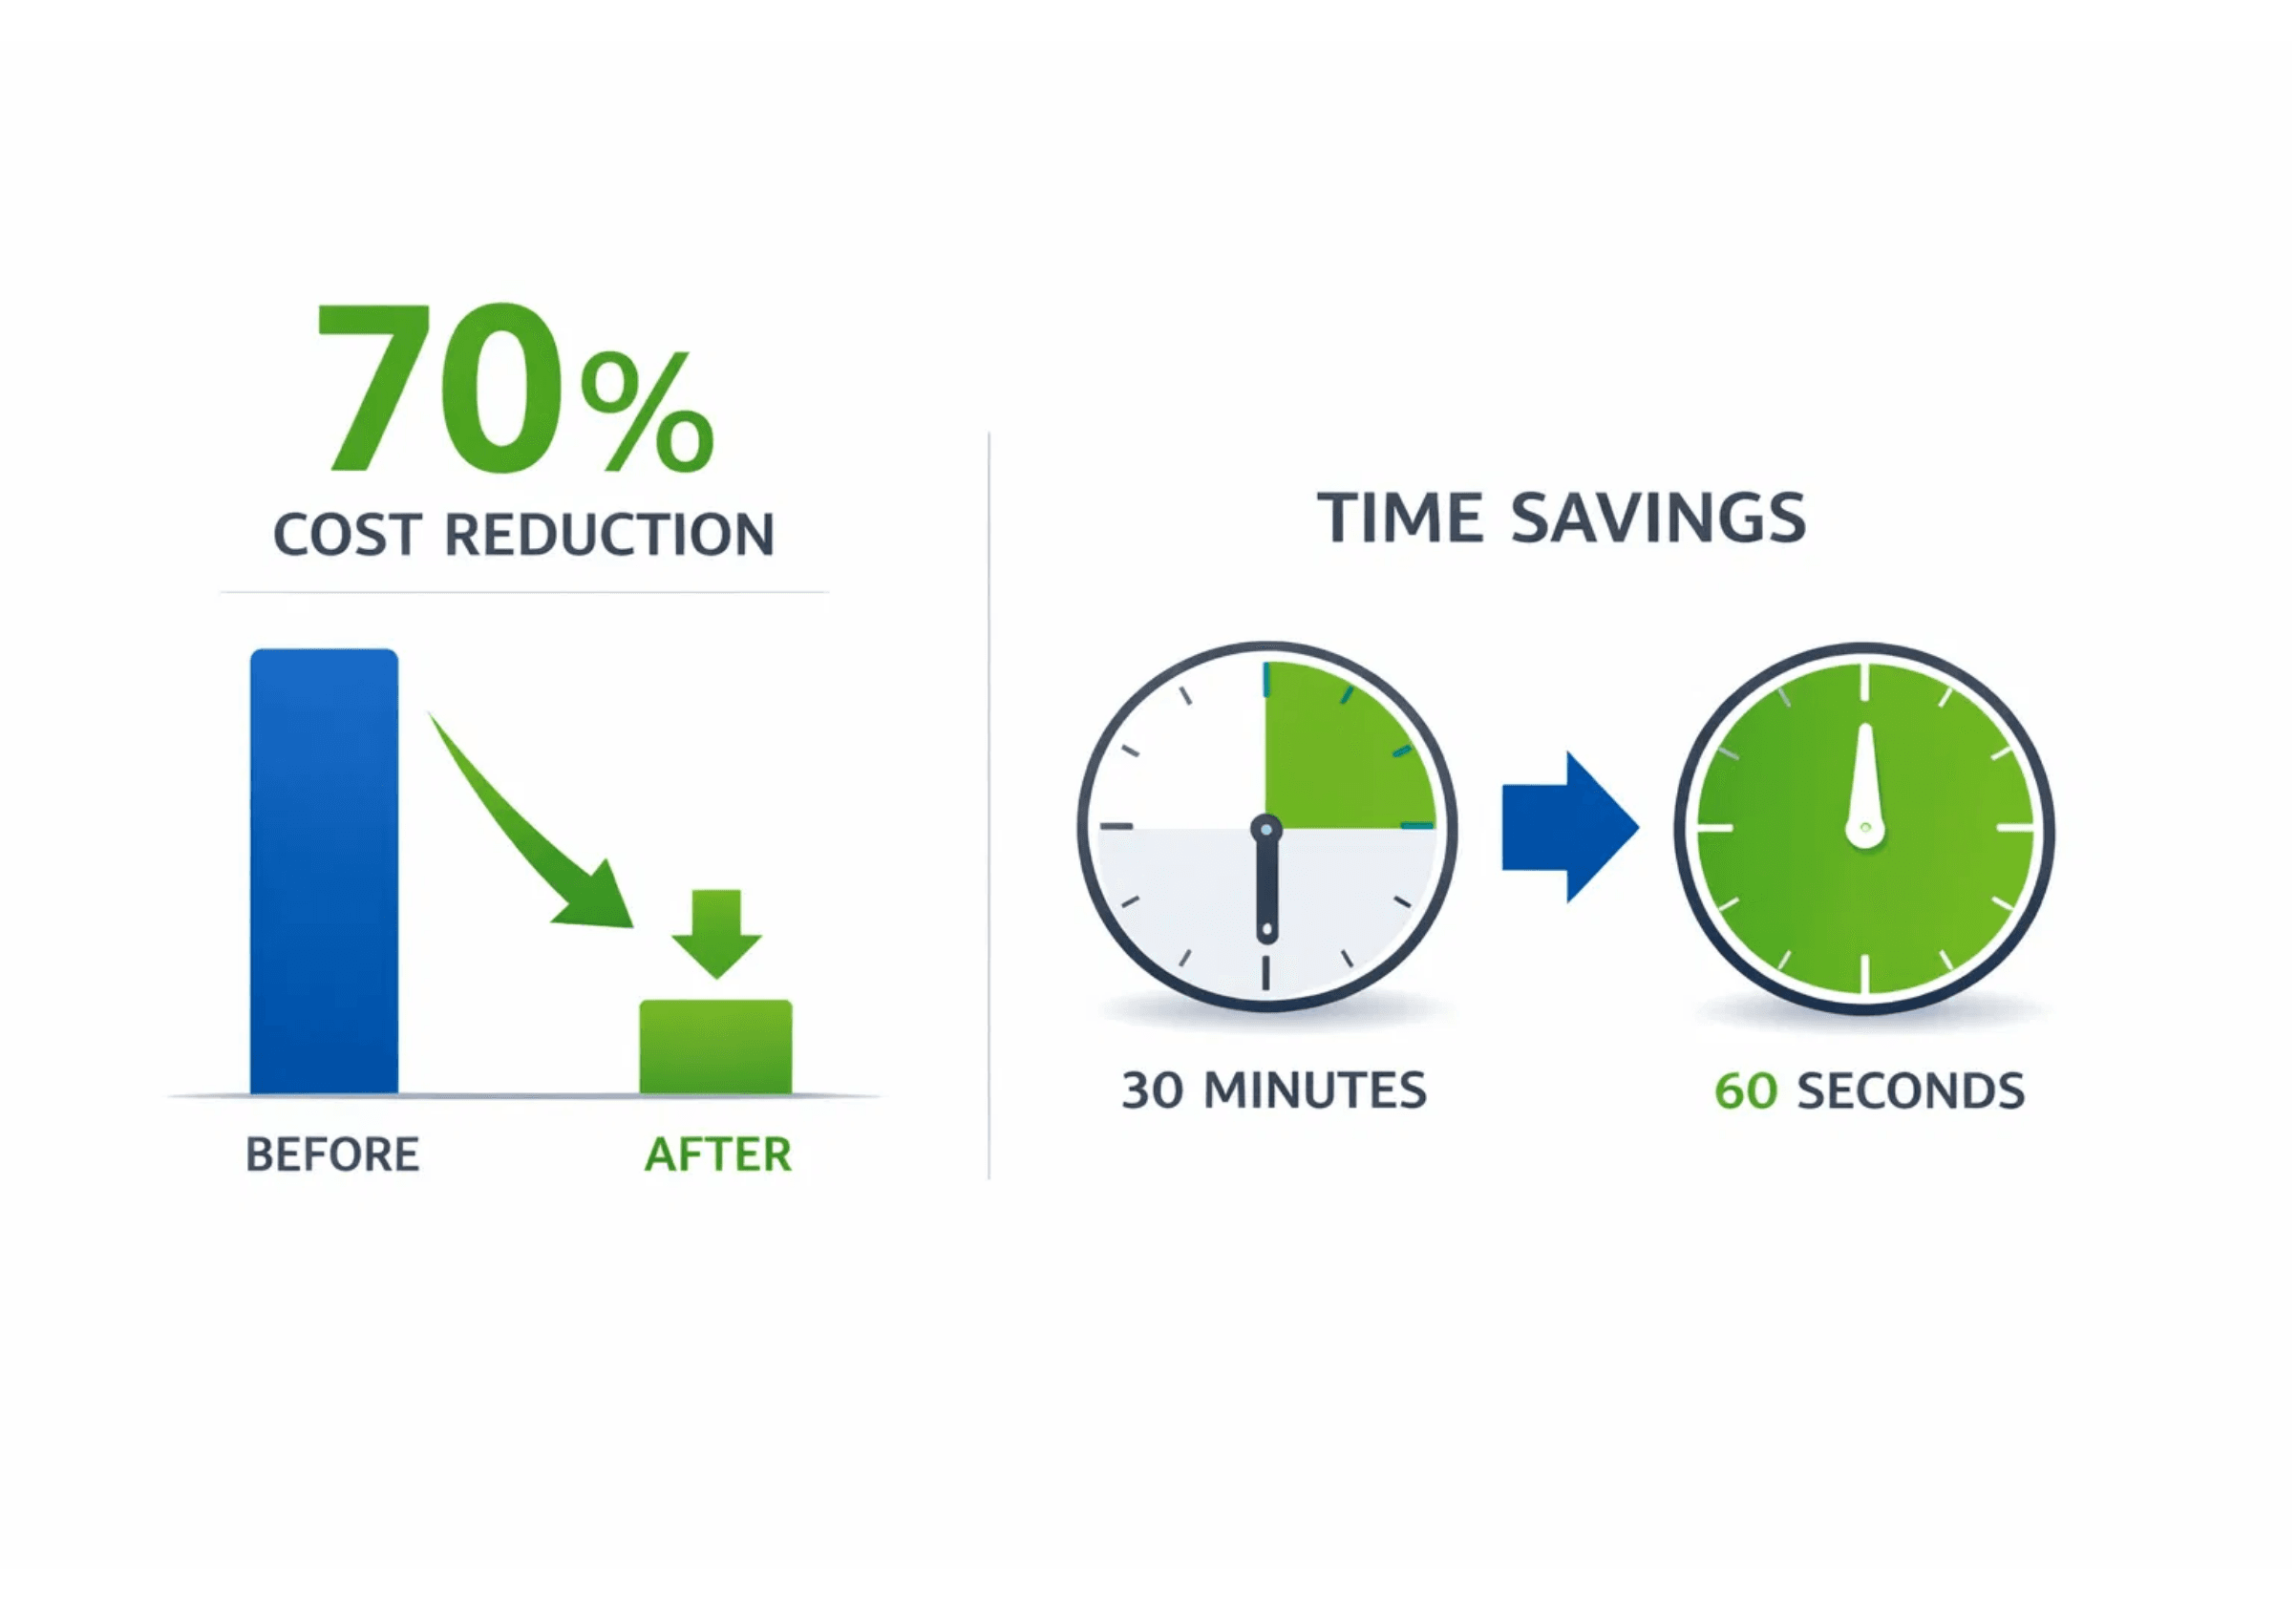 70%
COST REDUCTION
BEFORE
AFTER
TIME SAVINGS
30 MINUTES
60 SECONDS